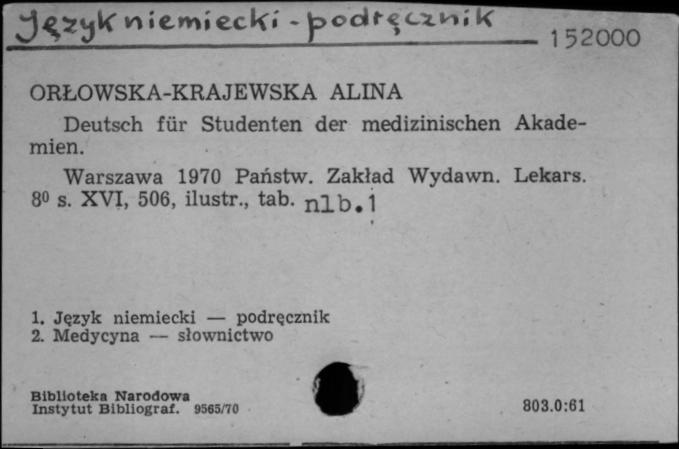 Język niemiecki - podręcznik
152000
ORŁOWSKA-KRAJEWSKA ALINA
Deutsch für Studenten der medizinischen Akade-
mien.
Warszawa 1970 Państw. Zakład Wydawn. Lekars.
8⁰ s. XVI, 506, ilustr., tab. nlb.1
1. Język niemiecki — podręcznik
2. Medycyna — słownictwo
Biblioteka Narodowa
Instytut Bibliograf. 9565/70
803.0:61